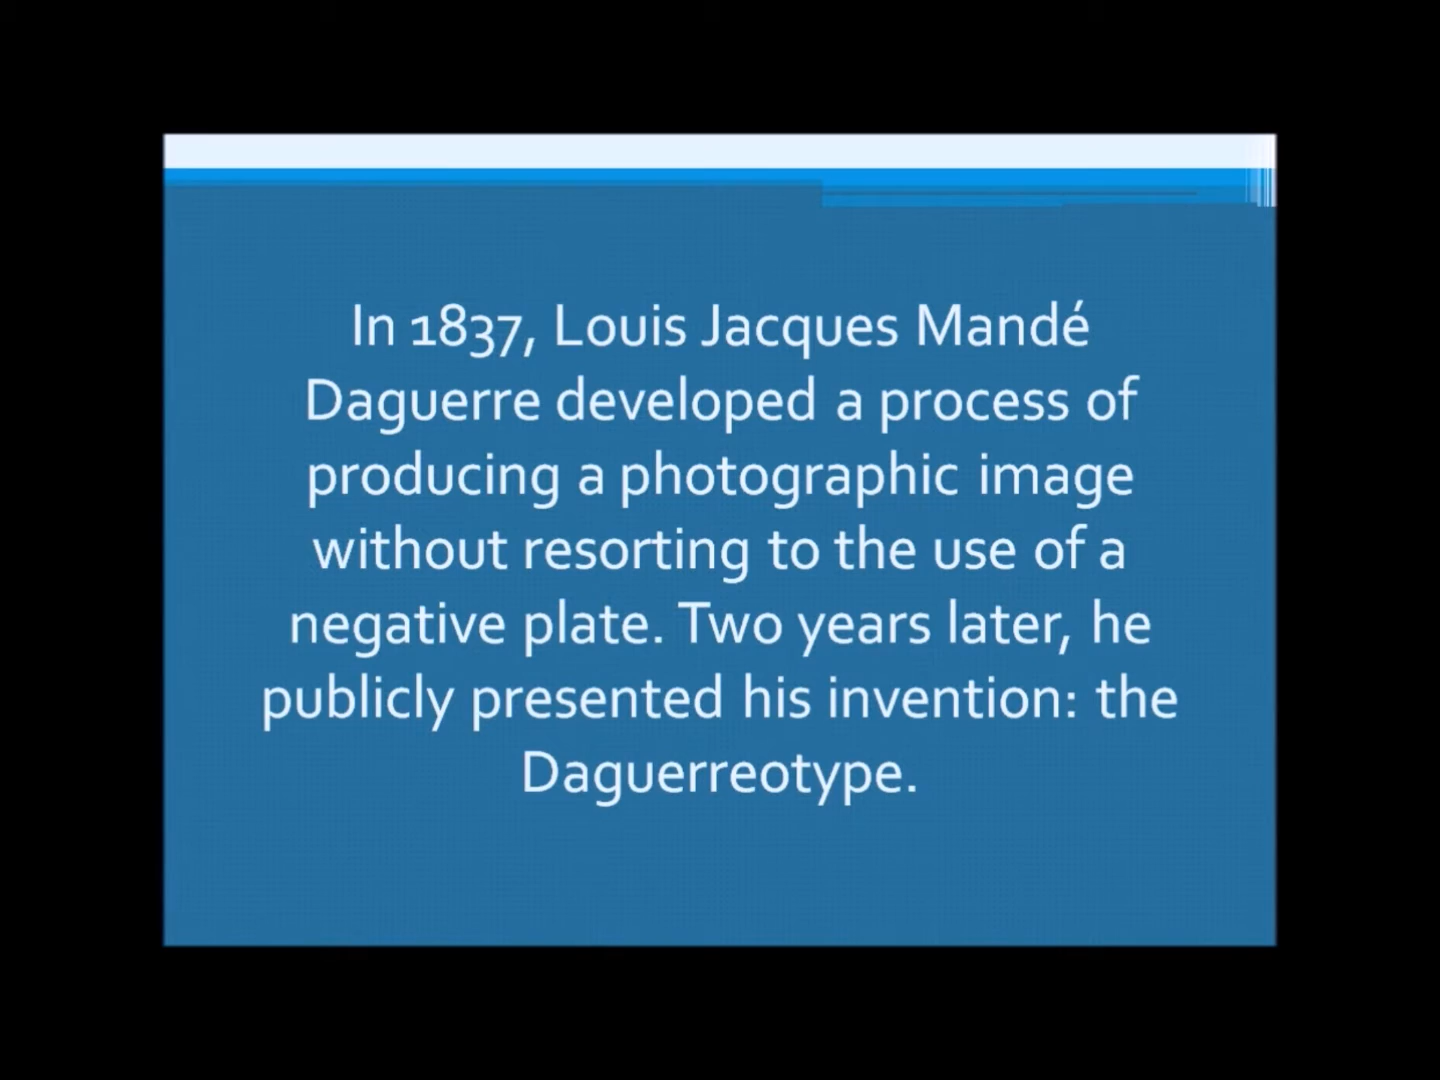 In 1837, Louis Jacques Mandé
Daguerre developed a process of
producing a photographic image
without resorting to the use of a
negative plate. Two years later, he
publicly presented his invention: the
Daguerreotype.